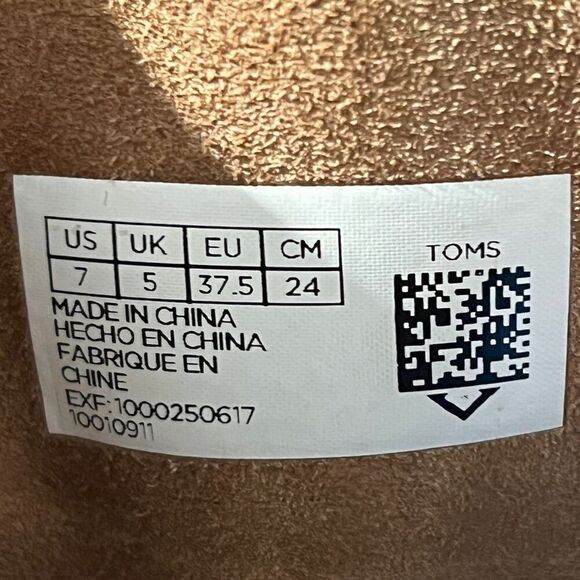 US UK EU CM
7 5 37.5 24
MADE IN CHINA
HECHO EN CHINA
FABRIQUE EN
CHINE
EXF: 1000250617
10010911
TOMS